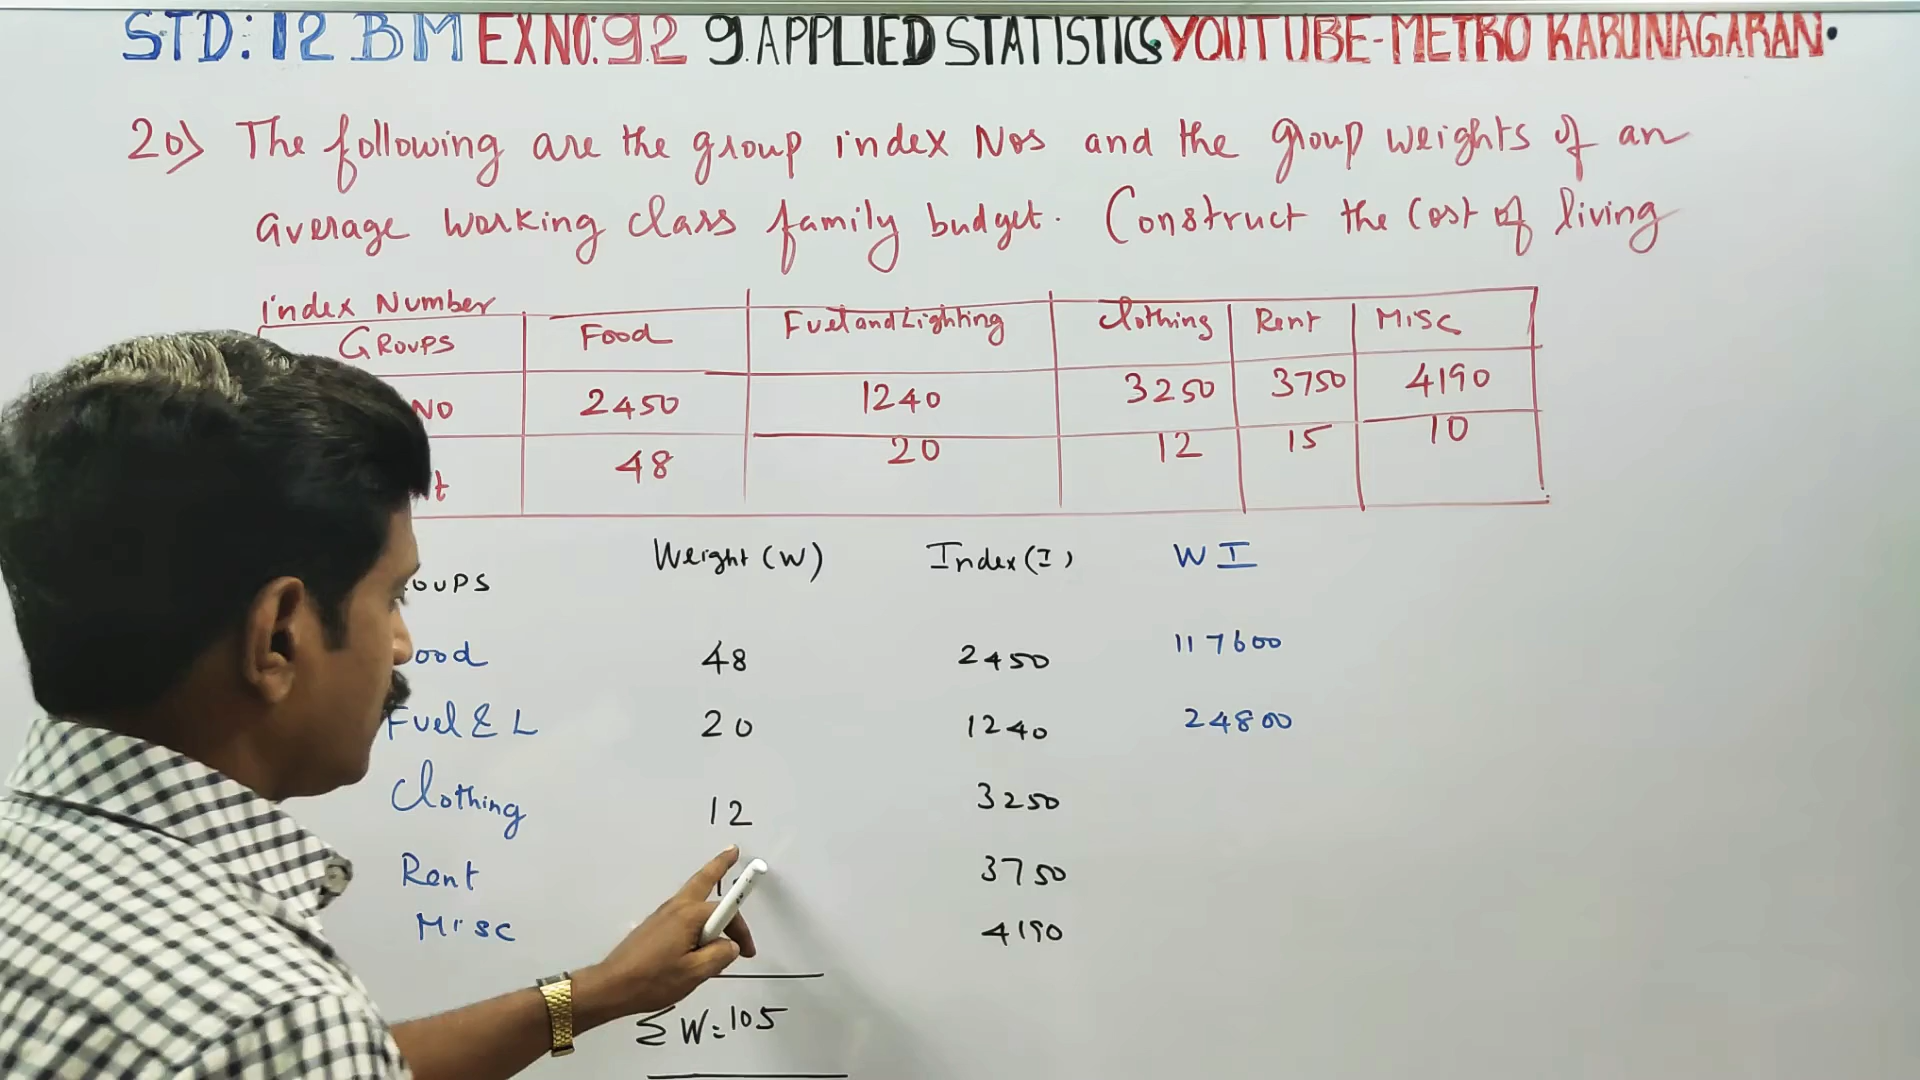 STD: 12 BM EX NO: 9.2 9. APPLIED STATISTICS YOUTUBE-METRO KARUNAGARAN.
20) The following are the group index Nos and the group weights of an
average working class family budget. Construct the cost of living
index Number
GROUPS Food Fuel and Lighting Clothing Rent Misc
No 2450 1240 3250 3750 4190
t 48 20 12 15 10
OUPS Weight (W) Index (I) WI
ood 48 2450 117600
Fuel & L 20 1240 24800
Clothing 12 3250
Rent 3750
Misc 4190
Σ W = 105